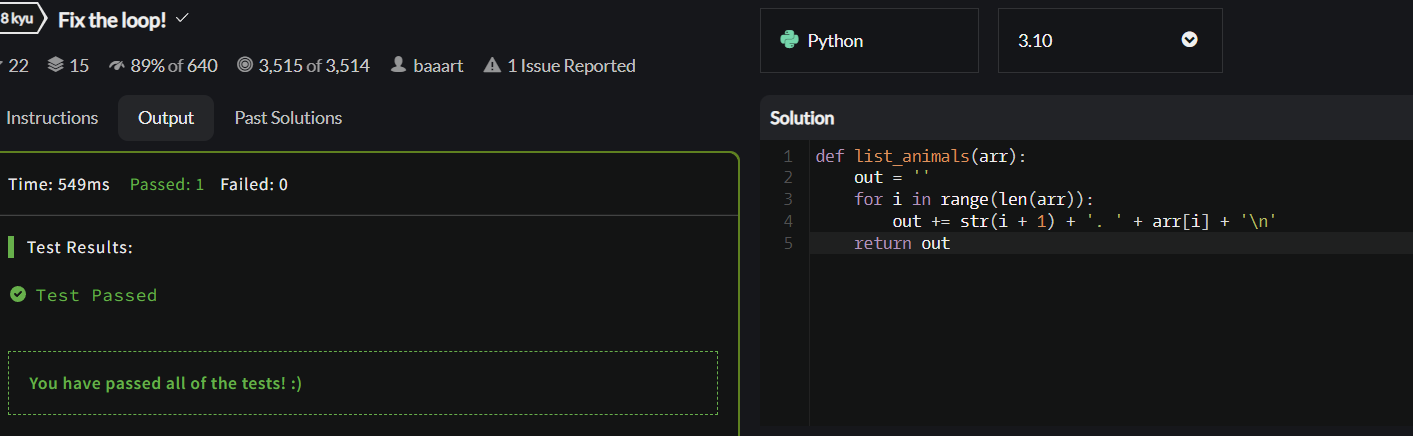 8 kyu Fix the loop!
22 15 89% of 640 3,515 of 3,514 baaart 1 Issue Reported
Instructions Output Past Solutions
Time: 549ms Passed: 1 Failed: 0
Test Results:
Test Passed
You have passed all of the tests! :)
Python 3.10
Solution
1 def list_animals(arr):
2     out = ''
3     for i in range(len(arr)):
4         out += str(i + 1) + '. ' + arr[i] + '\n'
5     return out